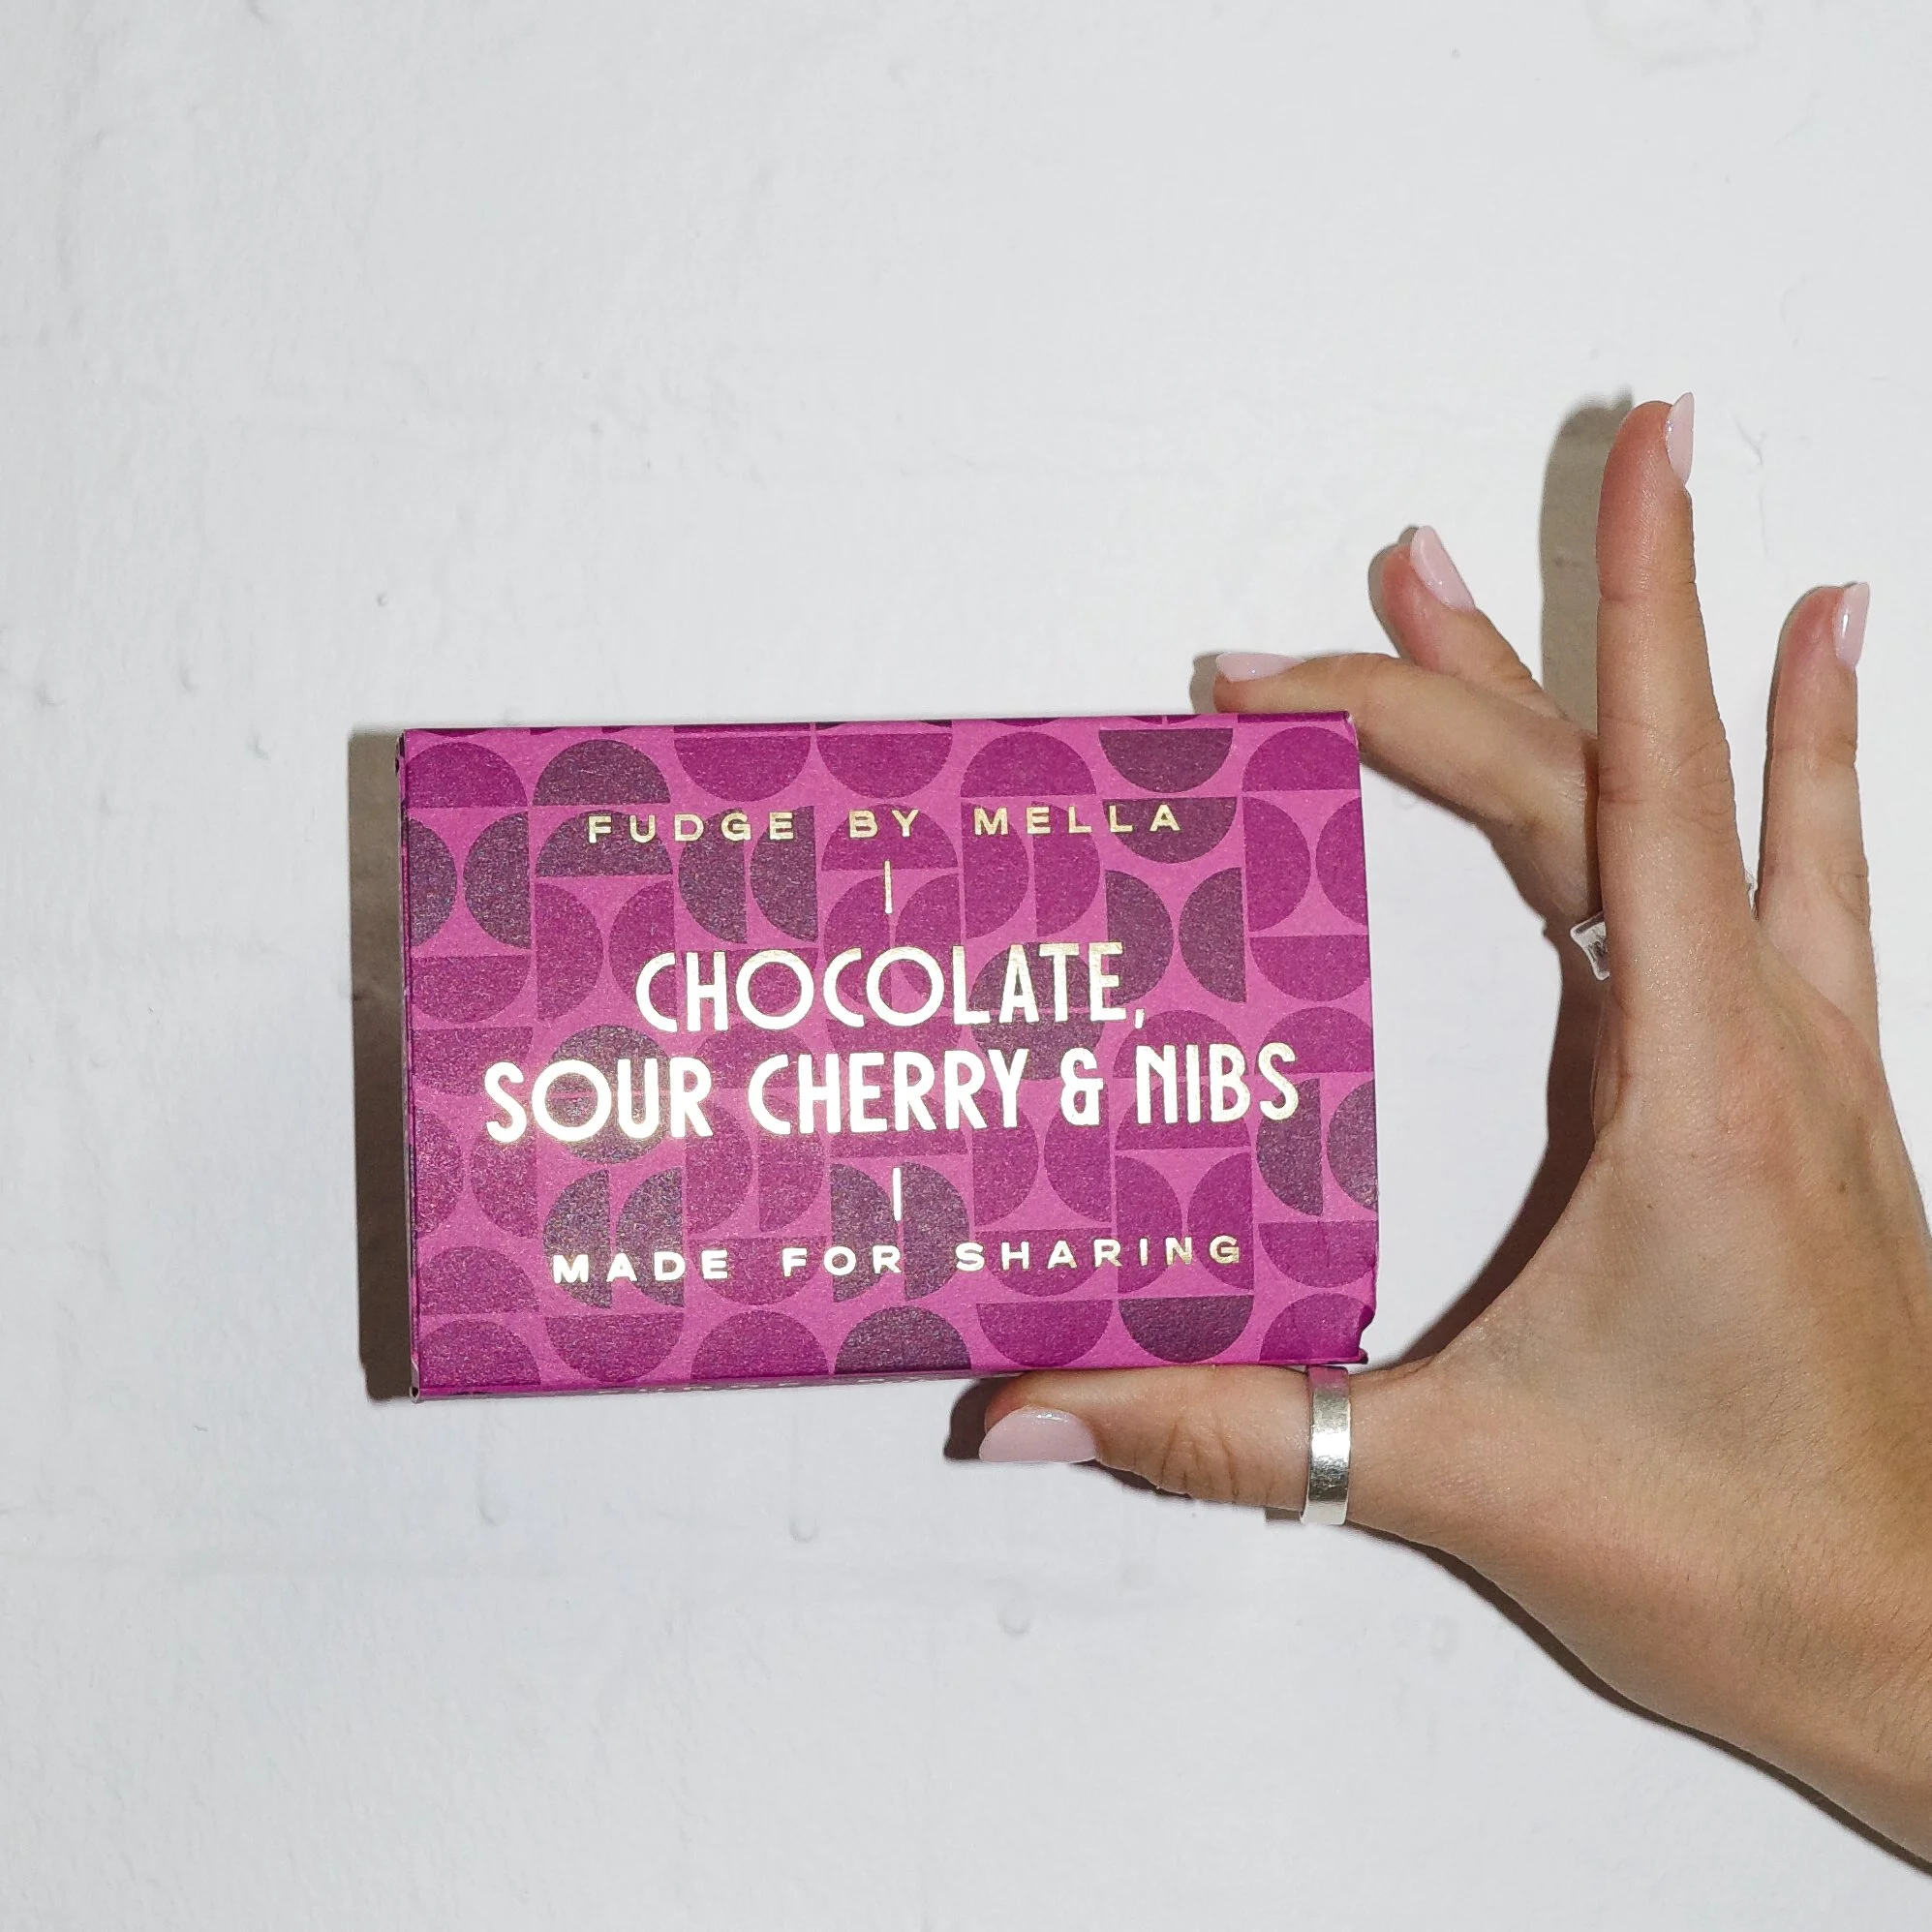 FUDGE BY MELLA
CHOCOLATE,
SOUR CHERRY & NIBS
MADE FOR SHARING